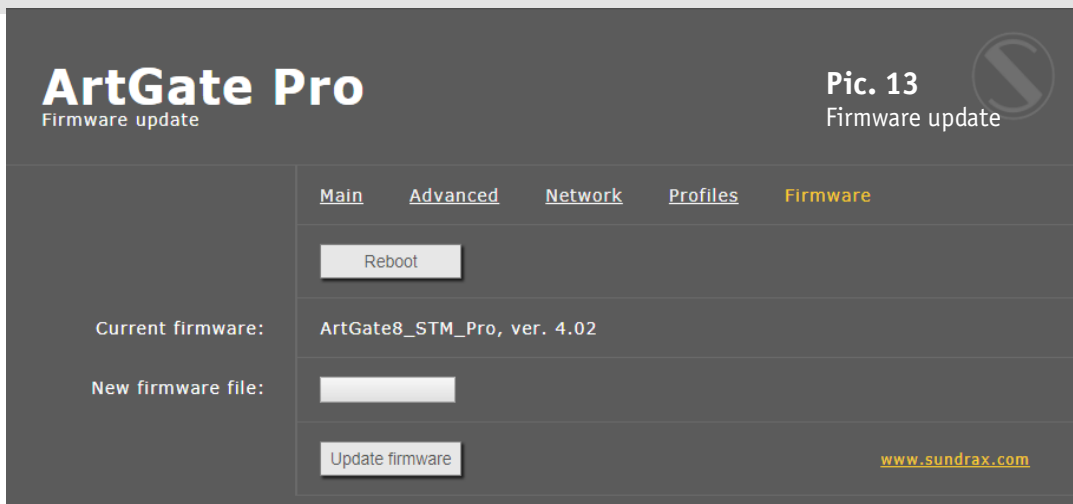 ArtGate Pro
Firmware update
Pic. 13
Firmware update
Main Advanced Network Profiles Firmware
Reboot
Current firmware: ArtGate8_STM_Pro, ver. 4.02
New firmware file:
Update firmware www.sundrax.com